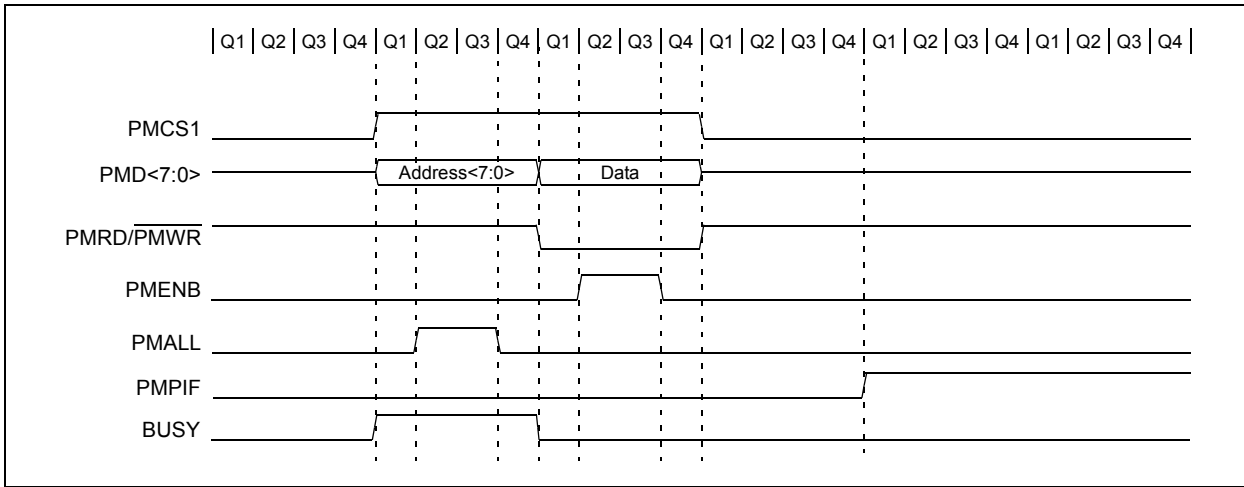 Q1 Q2 Q3 Q4 Q1 Q2 Q3 Q4 Q1 Q2 Q3 Q4 Q1 Q2 Q3 Q4 Q1 Q2 Q3 Q4 Q1 Q2 Q3 Q4
PMCS1
PMD<7:0> Address<7:0> Data
PMRD/PMWR
PMENB
PMALL
PMPIF
BUSY